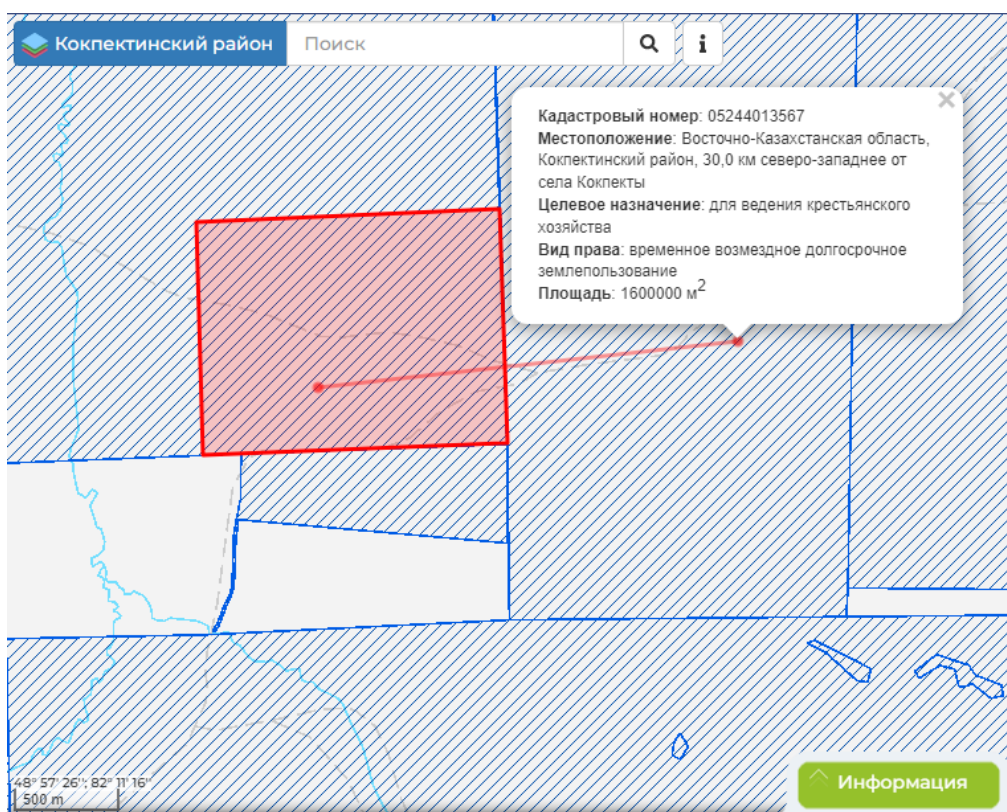 Кокпектинский район
Поиск
i
Кадастровый номер: 05244013567
Местоположение: Восточно-Казахстанская область,
Кокпектинский район, 30,0 км северо-западнее от
села Кокпекты
Целевое назначение: для ведения крестьянского
хозяйства
Вид права: временное возмездное долгосрочное
землепользование
Площадь: 1600000 м²
48° 57' 26"; 82° 11' 16"
500 m
Информация